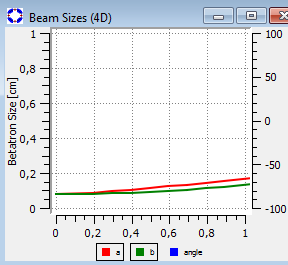 Beam Sizes (4D)
Betatron Size [cm]
1
0,8
0,6
0,4
0,2
0
100
50
0
-50
-100
0 0,2 0,4 0,6 0,8 1
a b angle